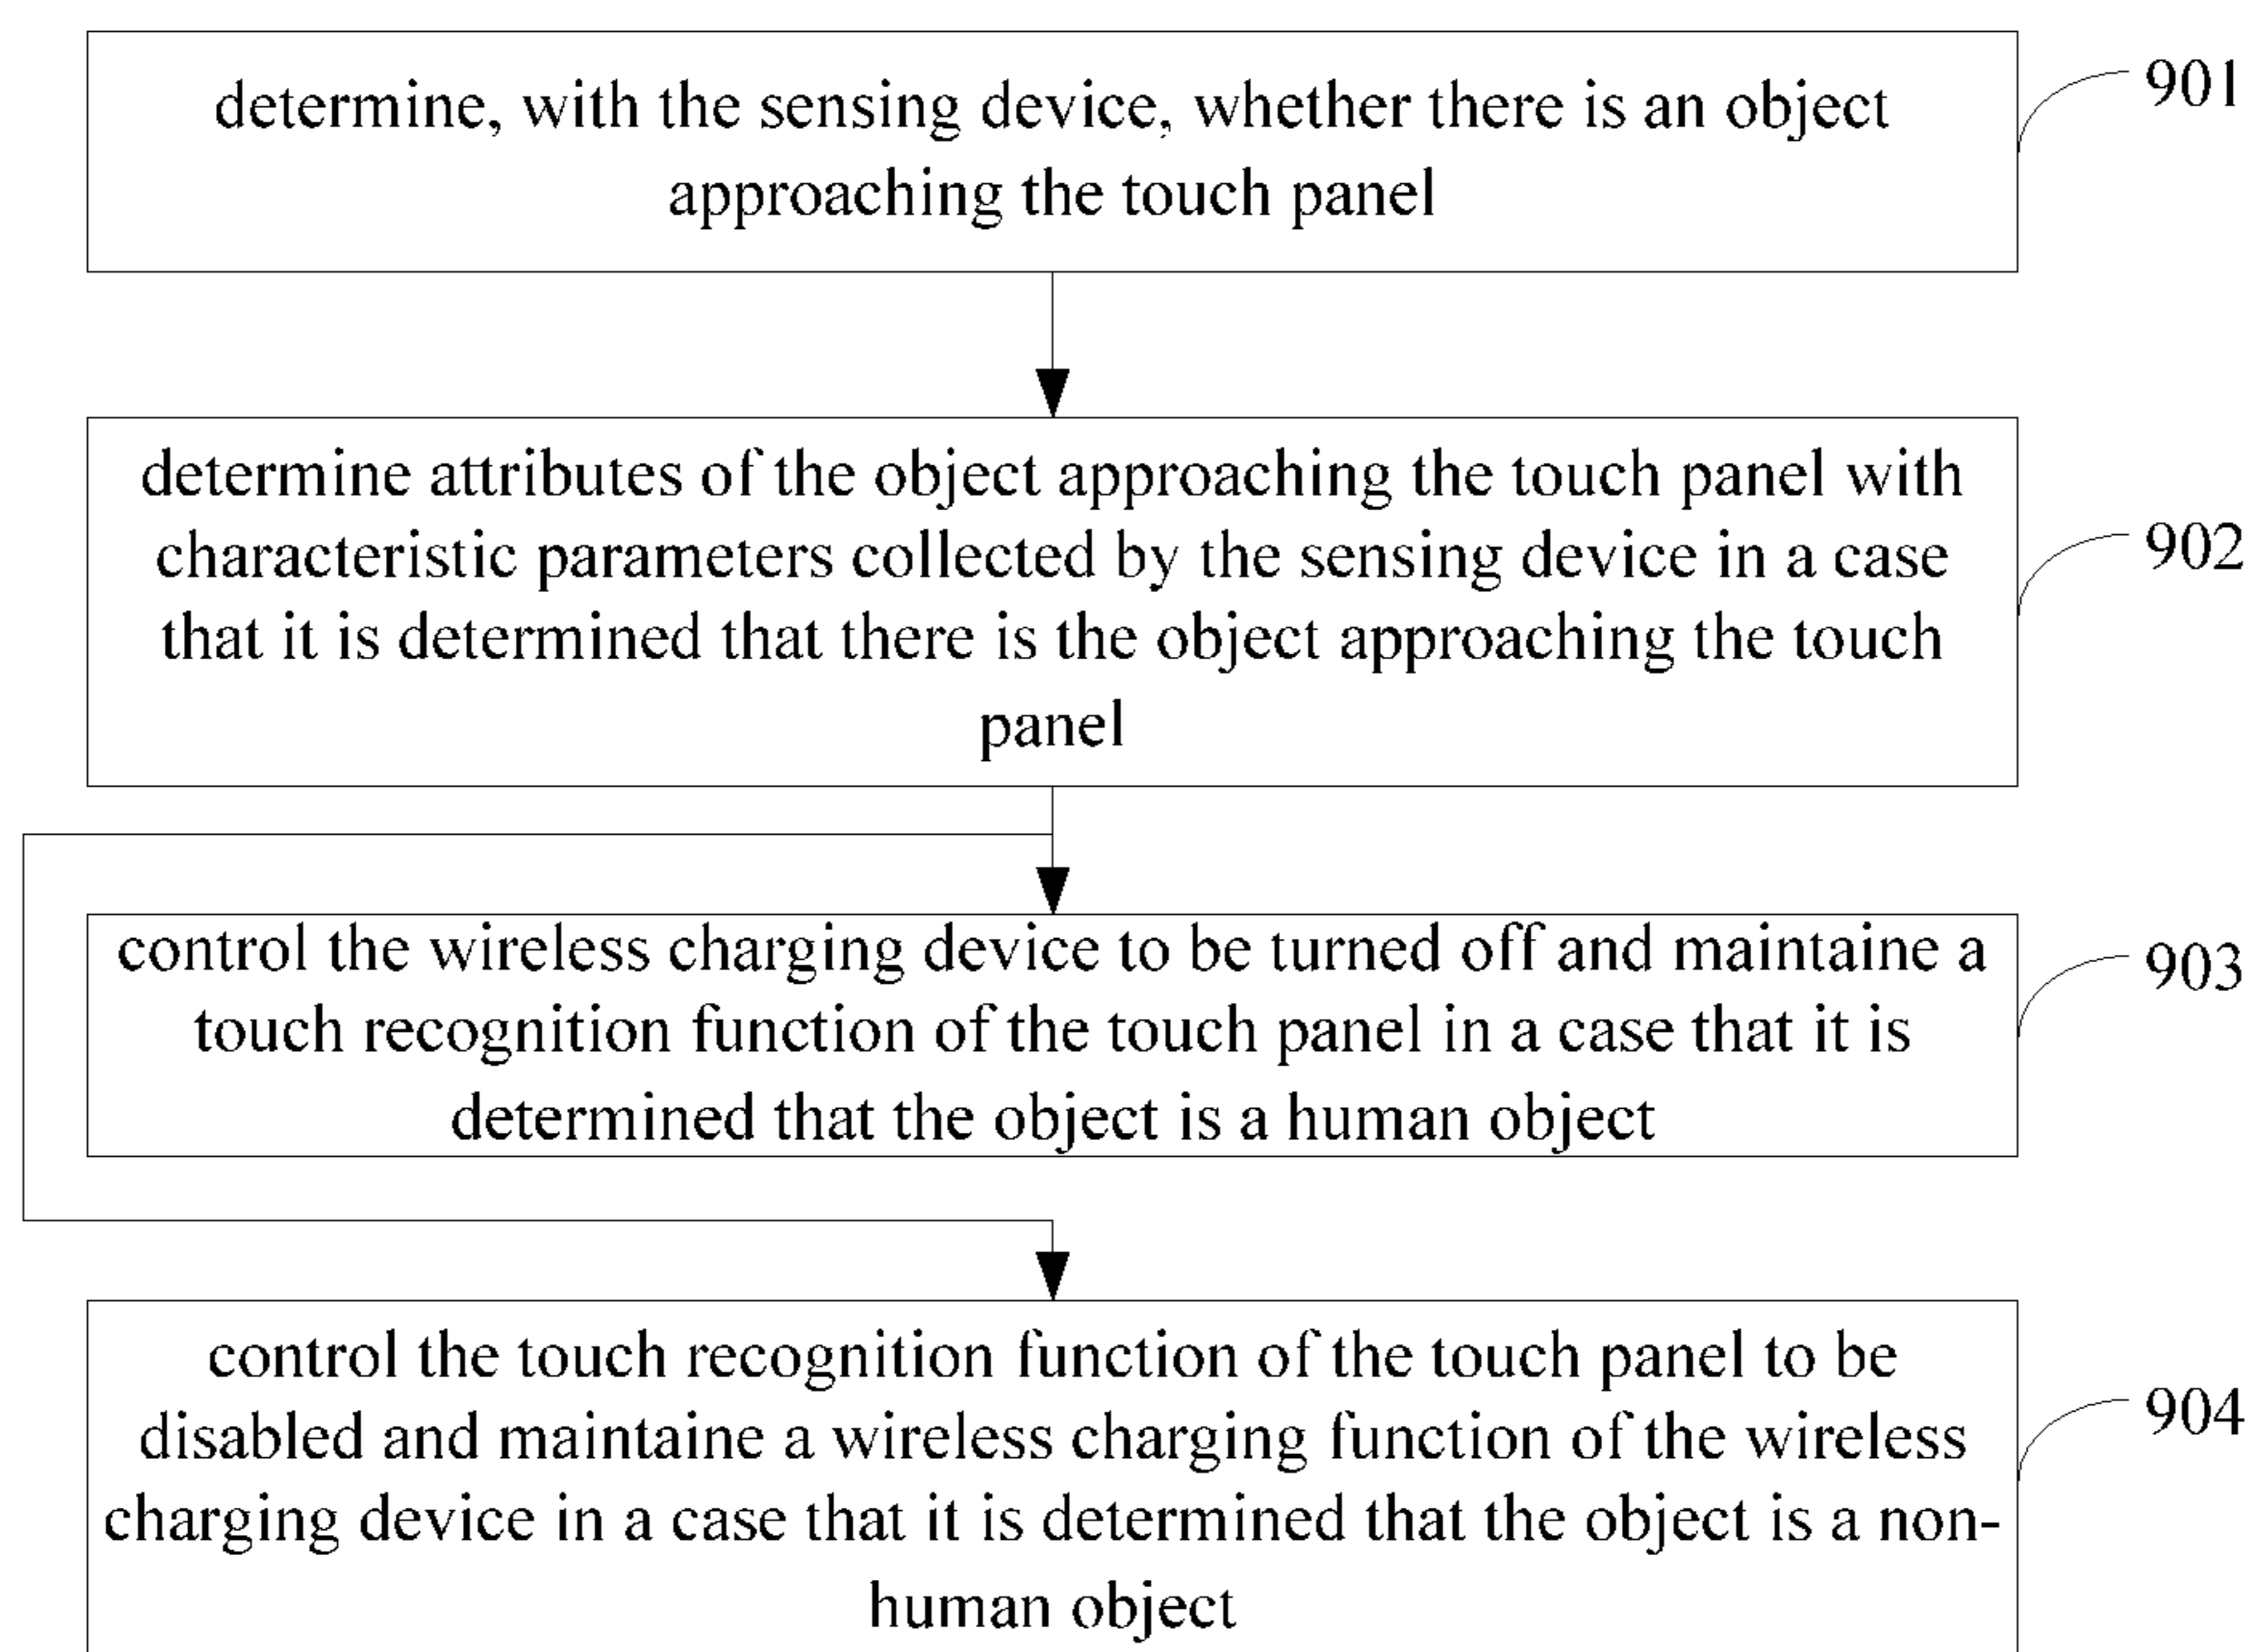 determine, with the sensing device, whether there is an object
approaching the touch panel
901
determine attributes of the object approaching the touch panel with
characteristic parameters collected by the sensing device in a case
that it is determined that there is the object approaching the touch
panel
902
control the wireless charging device to be turned off and maintaine a
touch recognition function of the touch panel in a case that it is
determined that the object is a human object
903
control the touch recognition function of the touch panel to be
disabled and maintaine a wireless charging function of the wireless
charging device in a case that it is determined that the object is a non-
human object
904